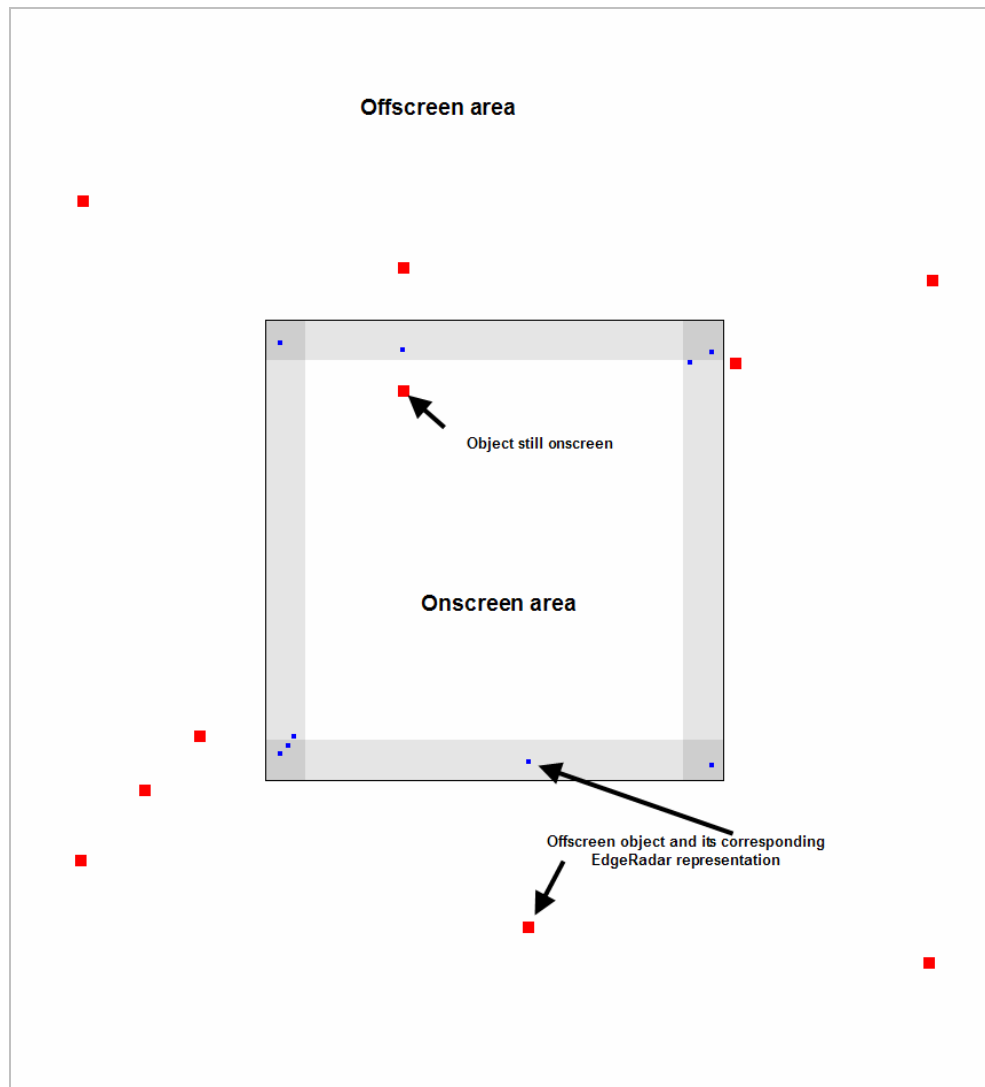 Offscreen area
Object still onscreen
Onscreen area
Offscreen object and its corresponding
EdgeRadar representation